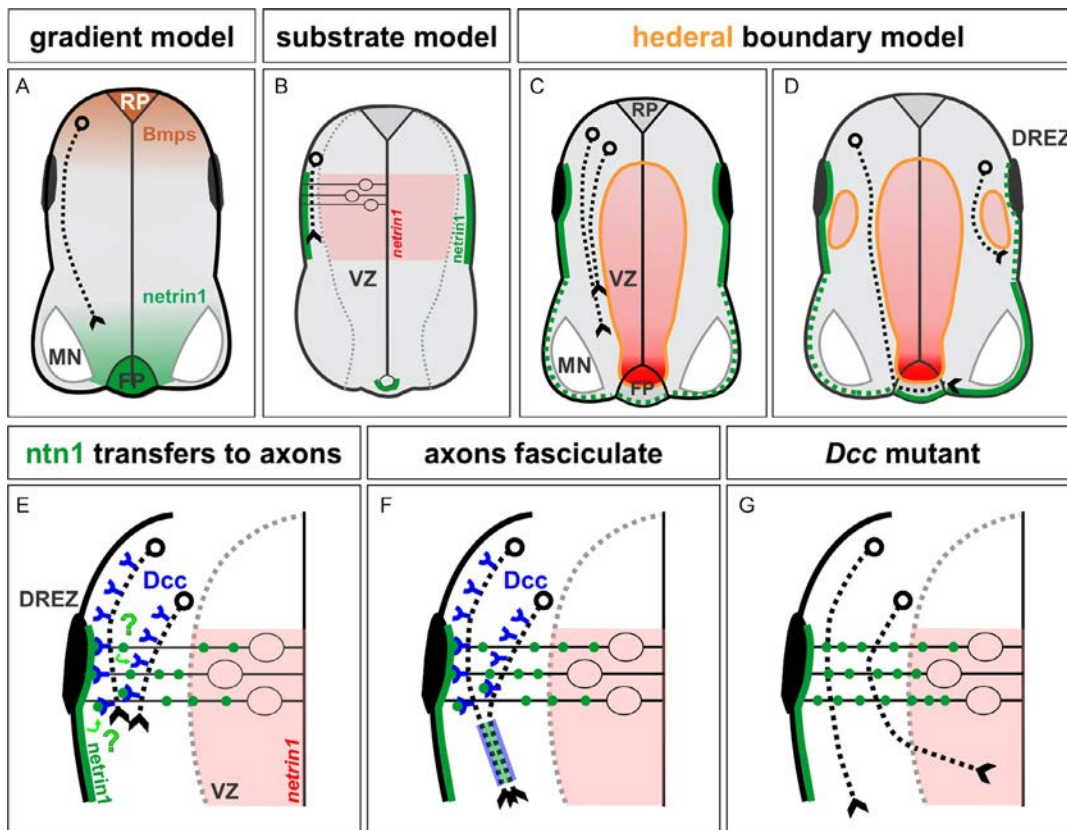 gradient model
substrate model
hederal boundary model
A
RP
Bmps
netrin1
MN
FP
B
netrin1
netrin1
VZ
C
RP
VZ
MN
FP
D
DREZ
ntn1 transfers to axons
axons fasciculate
Dcc mutant
E
DREZ
Dcc
?
?
netrin1
VZ
netrin1
F
Dcc
G